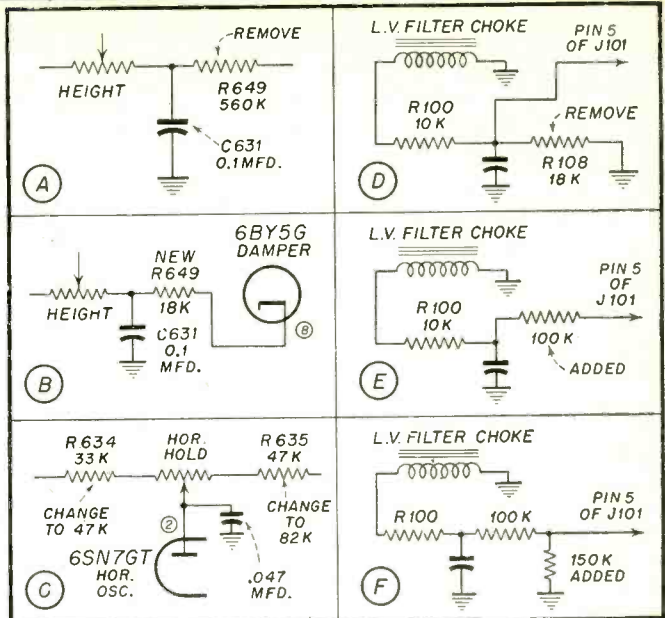 REMOVE
HEIGHT
R649
560K
C631
0.1MFD.
A
L.V. FILTER CHOKE
PIN 5
OF J101
R100
10K
REMOVE
R108
18K
D
6BY5G
DAMPER
NEW
R649
18K
HEIGHT
C631
0.1
MFD.
8
B
L.V. FILTER CHOKE
PIN 5
OF
J101
R100
10K
100K
ADDED
E
R634
33K
HOR.
HOLD
R635
47K
CHANGE
TO 47K
2
CHANGE
TO
82K
6SN7GT
HOR.
OSC.
.047
MFD.
C
L.V. FILTER CHOKE
R100
100K
PIN 5
OF J101
150K
ADDED
F